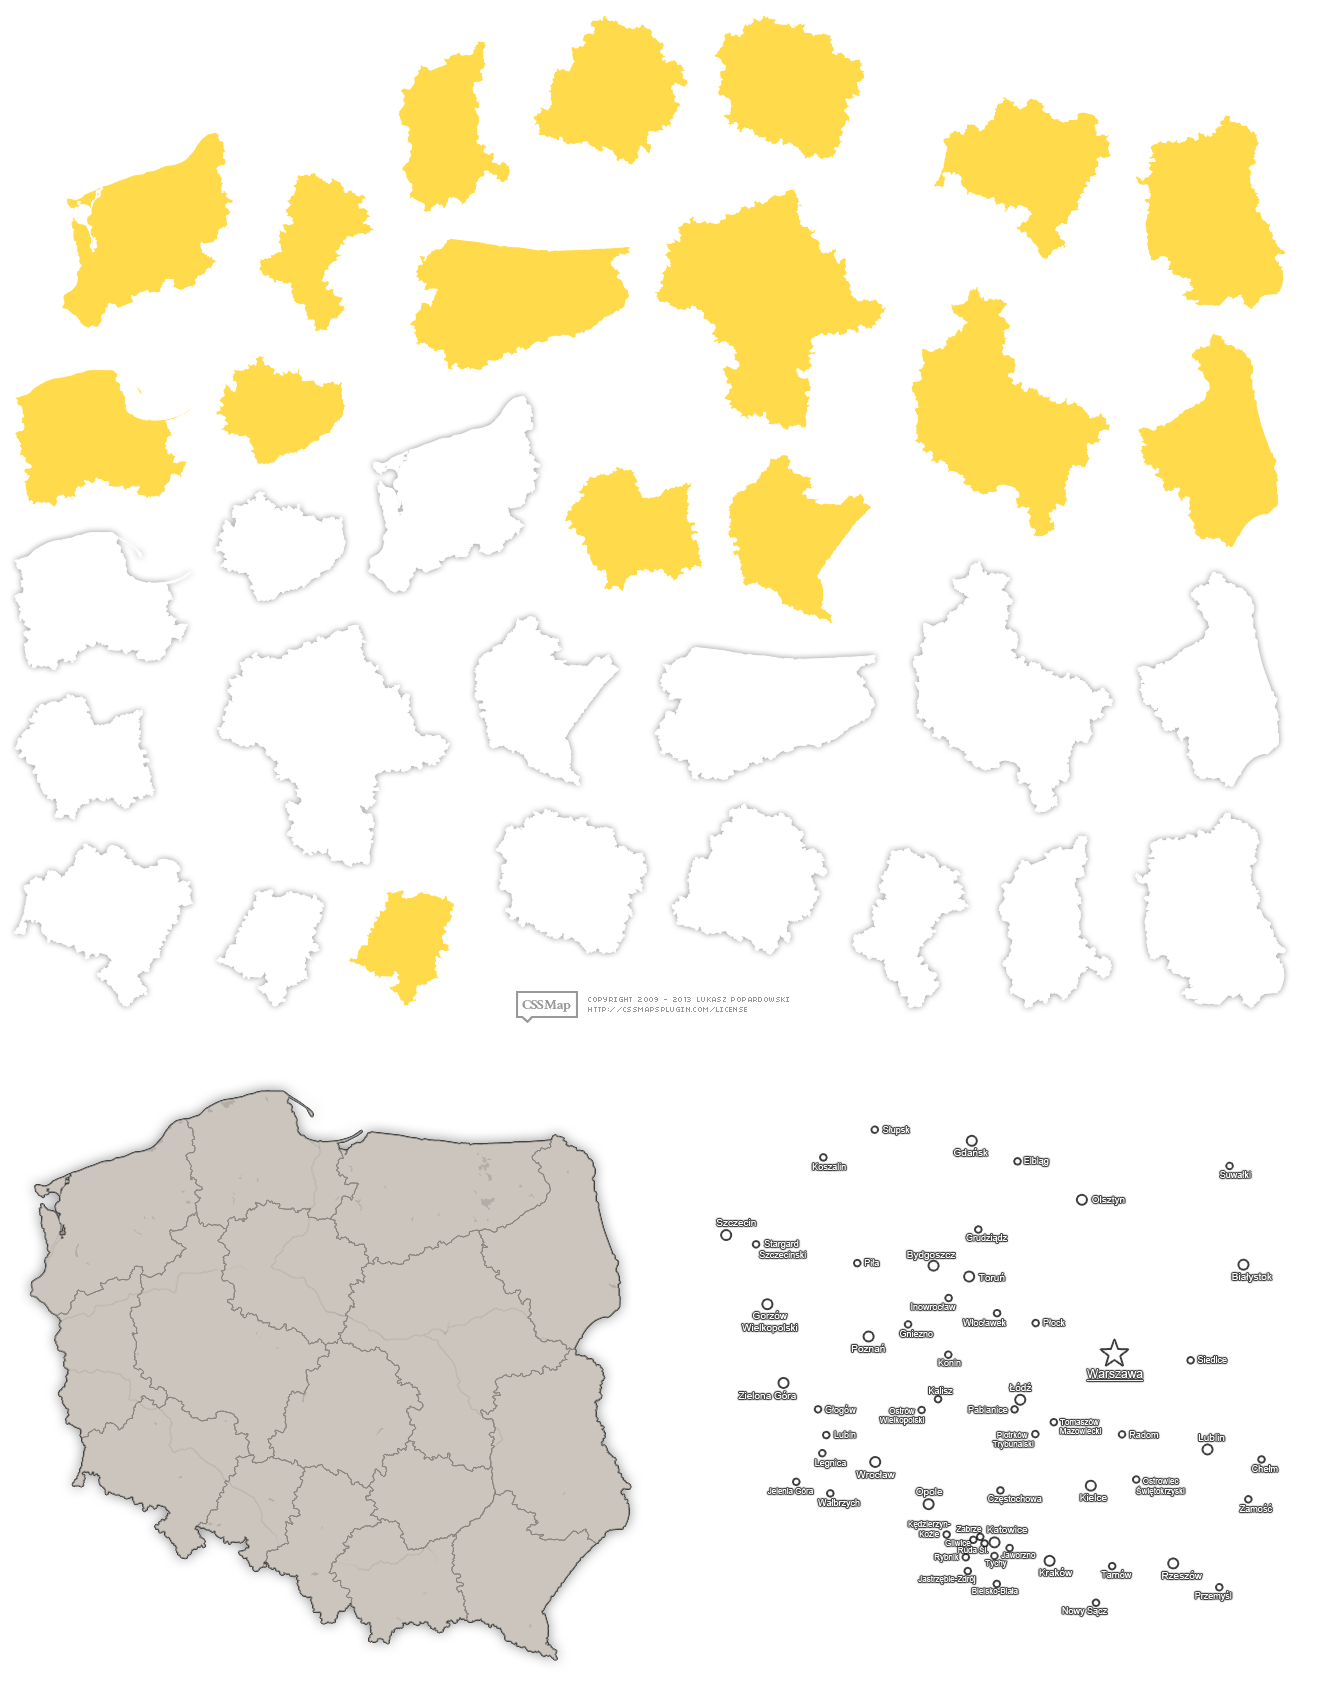 CSSMap
COPYRIGHT 2009 - 2013 LUKASZ POPARDOWSKI
HTTP://CSSMAPSPLUGIN.COM/LICENSE
Słupsk
Gdańsk
Koszalin
Elbląg
Suwałki
Olsztyn
Szczecin
Stargard
Szczeciński
Grudziądz
Bydgoszcz
Piła
Toruń
Białystok
Inowrocław
Gorzów
Wielkopolski
Włocławek
Płock
Gniezno
Poznań
Konin
Siedlce
Warszawa
Zielona Góra
Kalisz
Łódź
Głogów
Ostrów
Wielkopolski
Pabianice
Tomaszów
Mazowiecki
Lubin
Piotrków
Trybunalski
Radom
Lublin
Legnica
Wrocław
Chełm
Jelenia Góra
Wałbrzych
Opole
Częstochowa
Kielce
Ostrowiec
Świętokrzyski
Zamość
Kędzierzyn-
Koźle
Zabrze
Katowice
Gliwice
Ruda Śl.
Rybnik
Tychy
Jaworzno
Kraków
Tarnów
Rzeszów
Jastrzębie-Zdrój
Bielsko-Biała
Przemyśl
Nowy Sącz